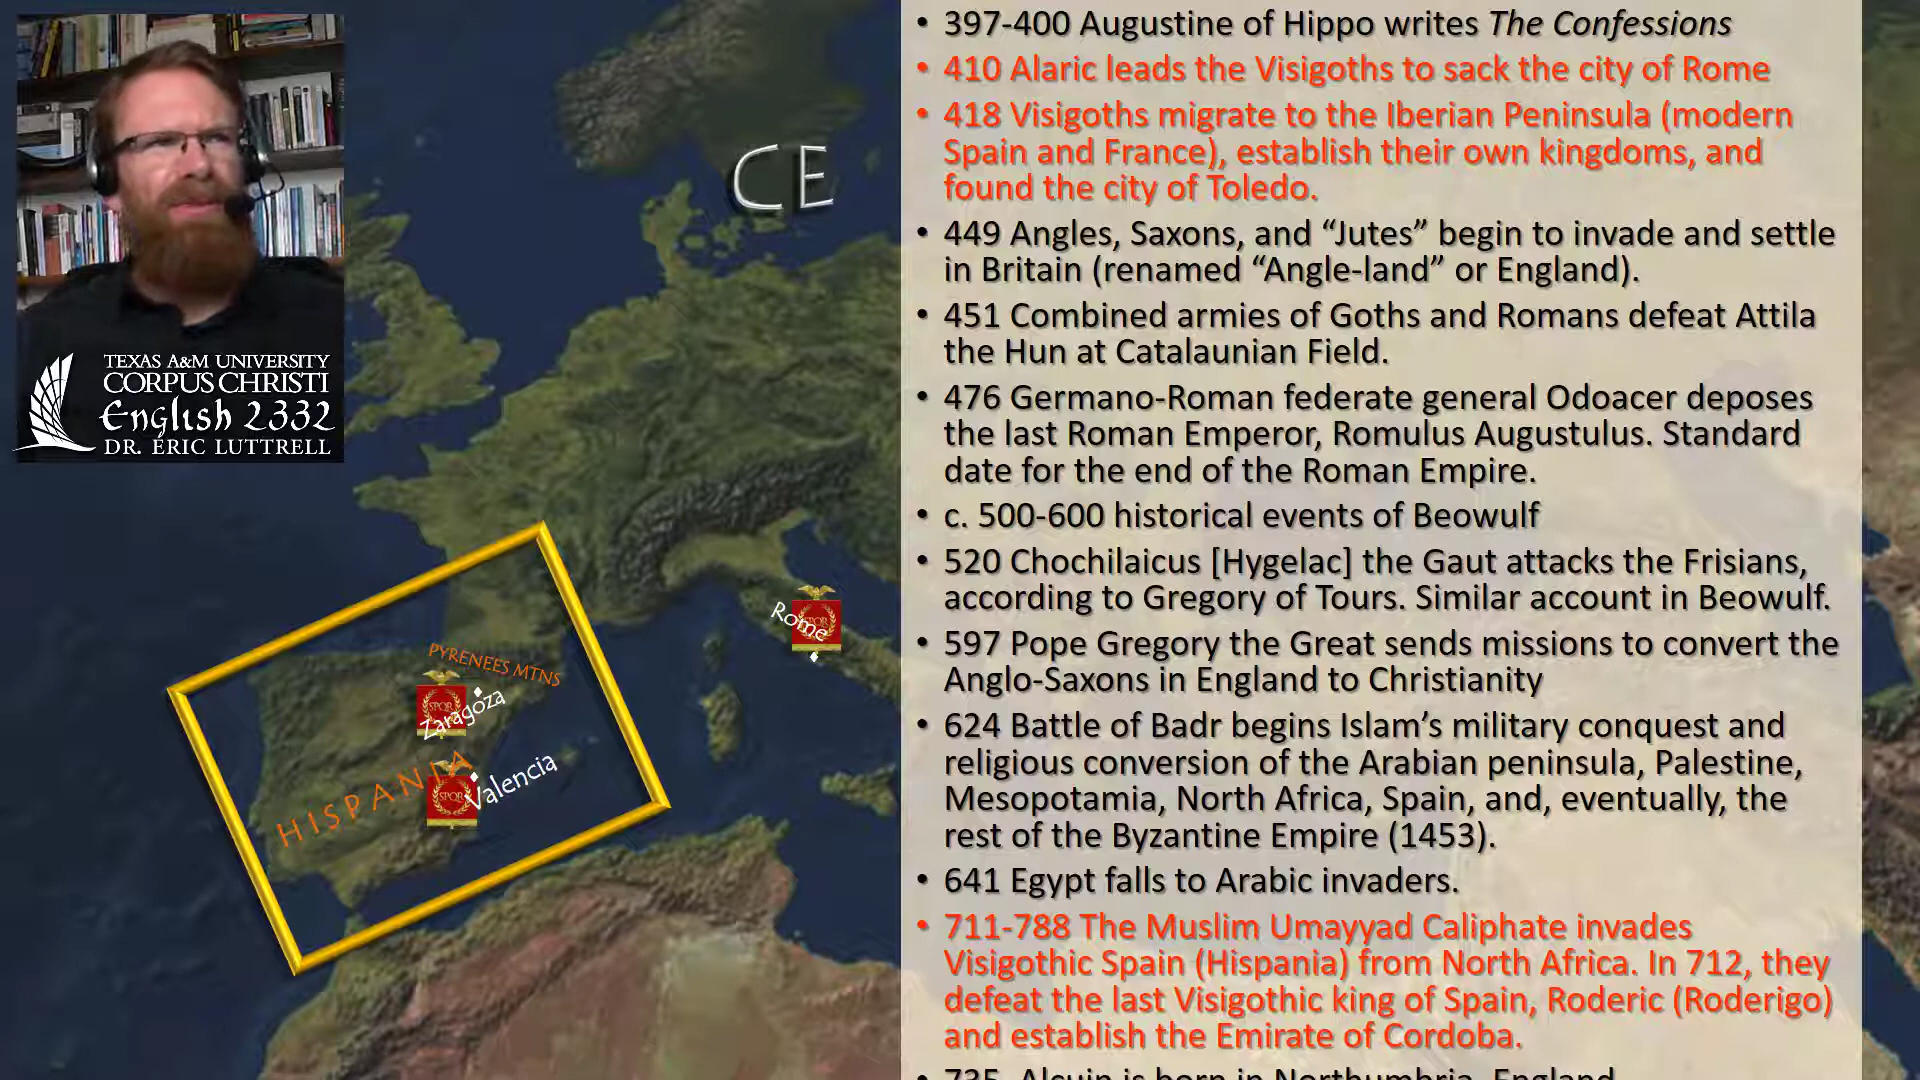 TEXAS A&M UNIVERSITY
CORPUS CHRISTI
English 2332
DR. ERIC LUTTRELL
CE
PYRENEES MTNS
SPQR
Zaragoza
HISPANIA
SPQR
Valencia
SPQR
Rome
• 397-400 Augustine of Hippo writes The Confessions
• 410 Alaric leads the Visigoths to sack the city of Rome
• 418 Visigoths migrate to the Iberian Peninsula (modern
Spain and France), establish their own kingdoms, and
found the city of Toledo.
• 449 Angles, Saxons, and “Jutes” begin to invade and settle
in Britain (renamed “Angle-land” or England).
• 451 Combined armies of Goths and Romans defeat Attila
the Hun at Catalaunian Field.
• 476 Germano-Roman federate general Odoacer deposes
the last Roman Emperor, Romulus Augustulus. Standard
date for the end of the Roman Empire.
• c. 500-600 historical events of Beowulf
• 520 Chochilaicus [Hygelac] the Gaut attacks the Frisians,
according to Gregory of Tours. Similar account in Beowulf.
• 597 Pope Gregory the Great sends missions to convert the
Anglo-Saxons in England to Christianity
• 624 Battle of Badr begins Islam’s military conquest and
religious conversion of the Arabian peninsula, Palestine,
Mesopotamia, North Africa, Spain, and, eventually, the
rest of the Byzantine Empire (1453).
• 641 Egypt falls to Arabic invaders.
• 711-788 The Muslim Umayyad Caliphate invades
Visigothic Spain (Hispania) from North Africa. In 712, they
defeat the last Visigothic king of Spain, Roderic (Roderigo)
and establish the Emirate of Cordoba.
• 735 Alcuin is born in Northumbria, England